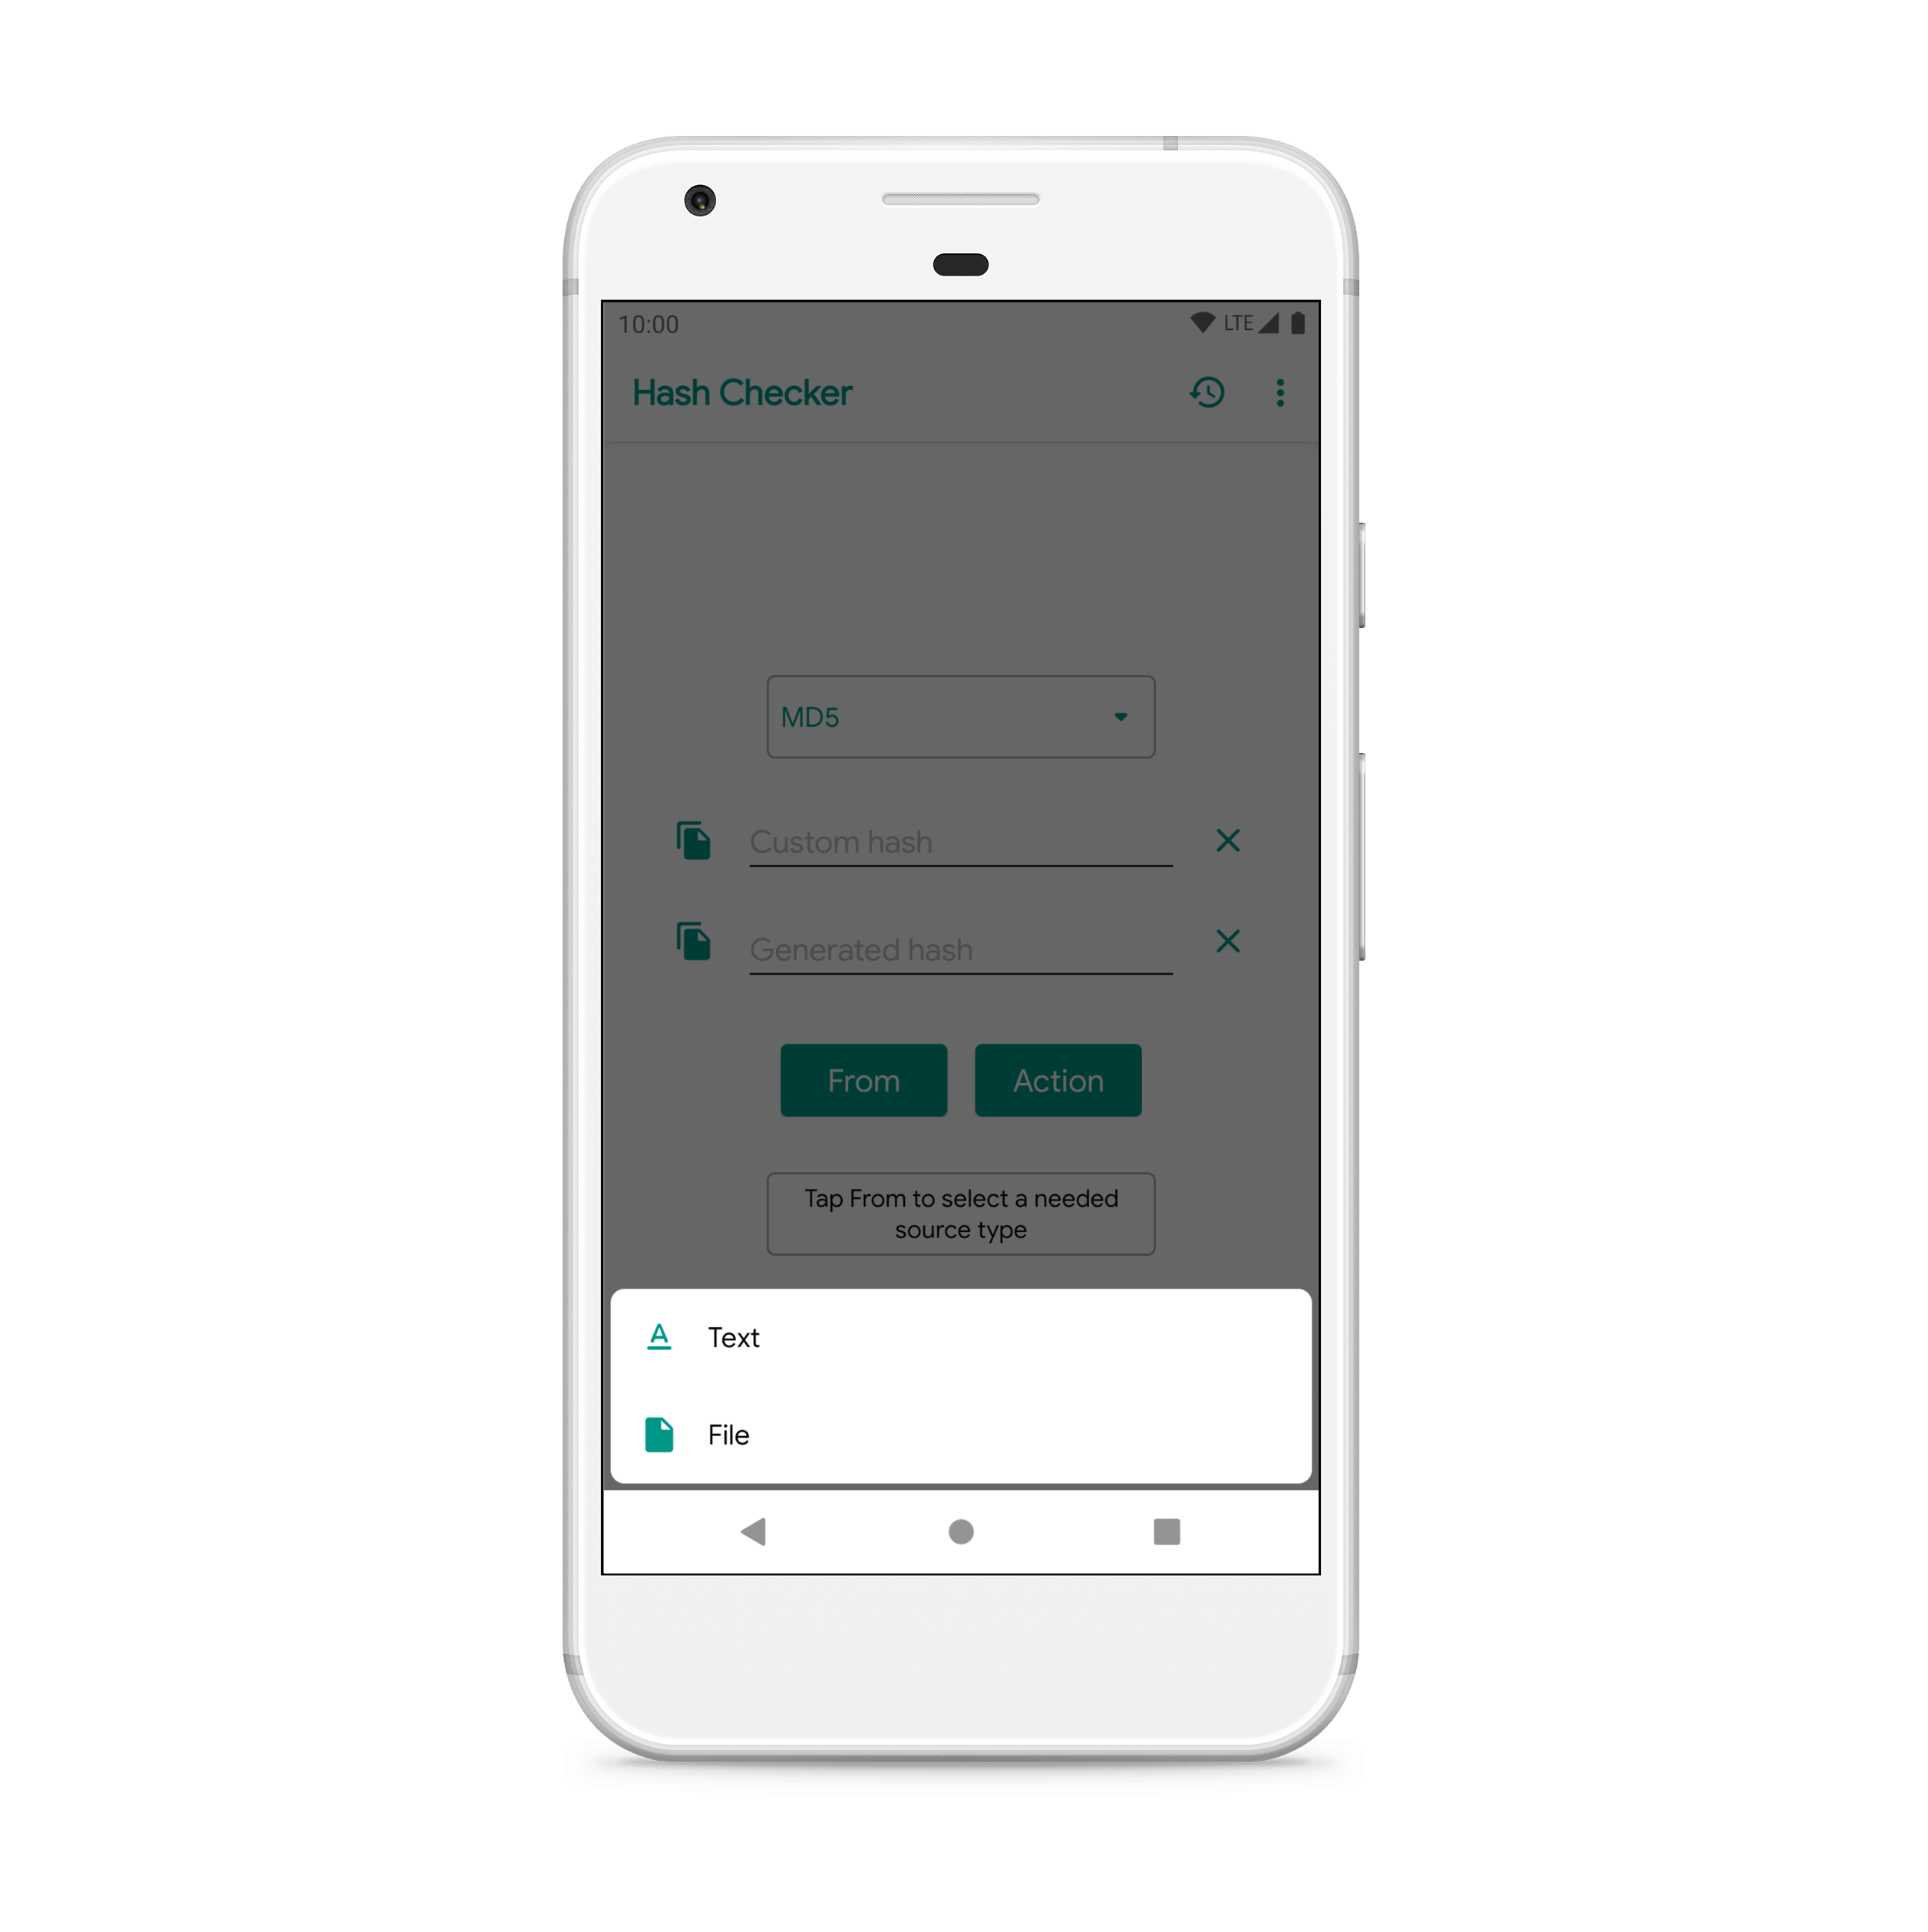 10:00
LTE
Hash Checker
MD5
Custom hash
Generated hash
From
Action
Tap From to select a needed
source type
Text
File